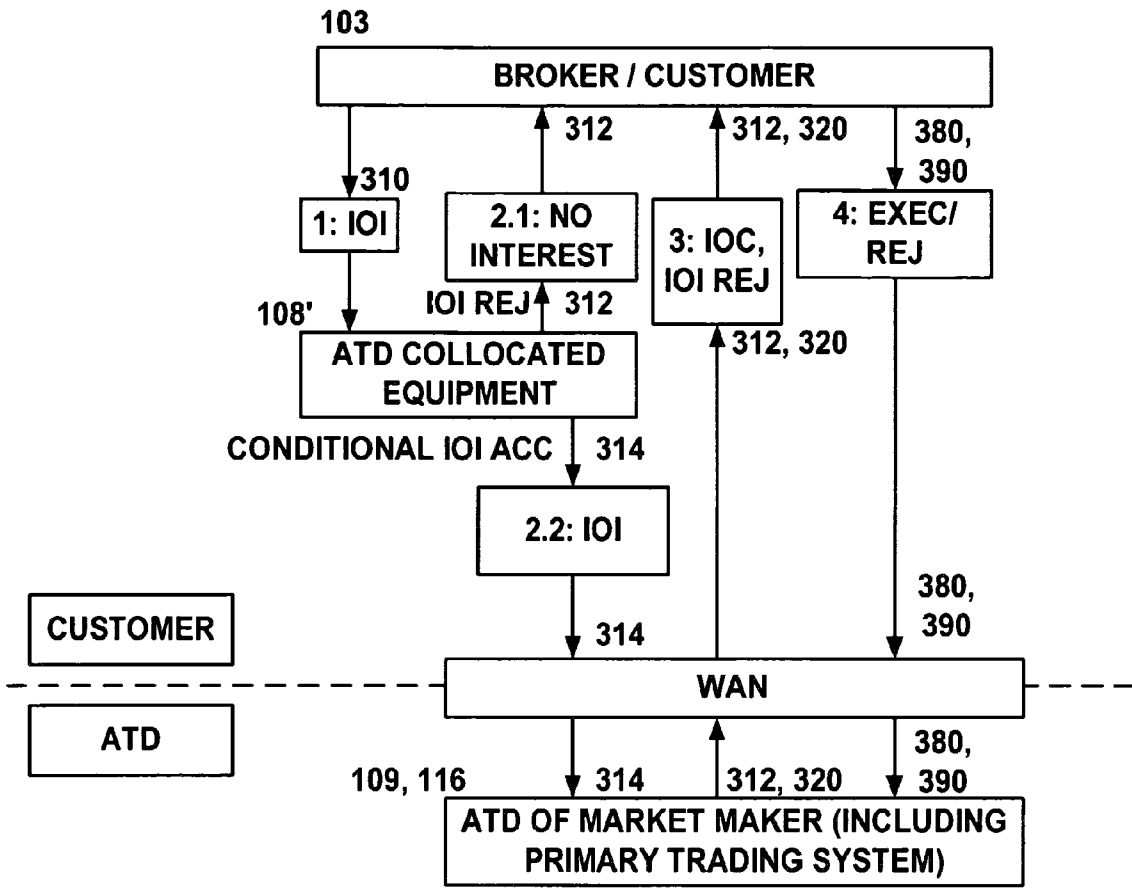 103
BROKER / CUSTOMER
312
312, 320
380,
390
310
1: IOI
2.1: NO
INTEREST
3: IOC,
IOI REJ
4: EXEC/
REJ
IOI REJ
312
108'
312, 320
ATD COLLOCATED
EQUIPMENT
CONDITIONAL IOI ACC
314
2.2: IOI
380,
390
CUSTOMER
314
WAN
ATD
380,
390
109, 116
314
312, 320
ATD OF MARKET MAKER (INCLUDING
PRIMARY TRADING SYSTEM)